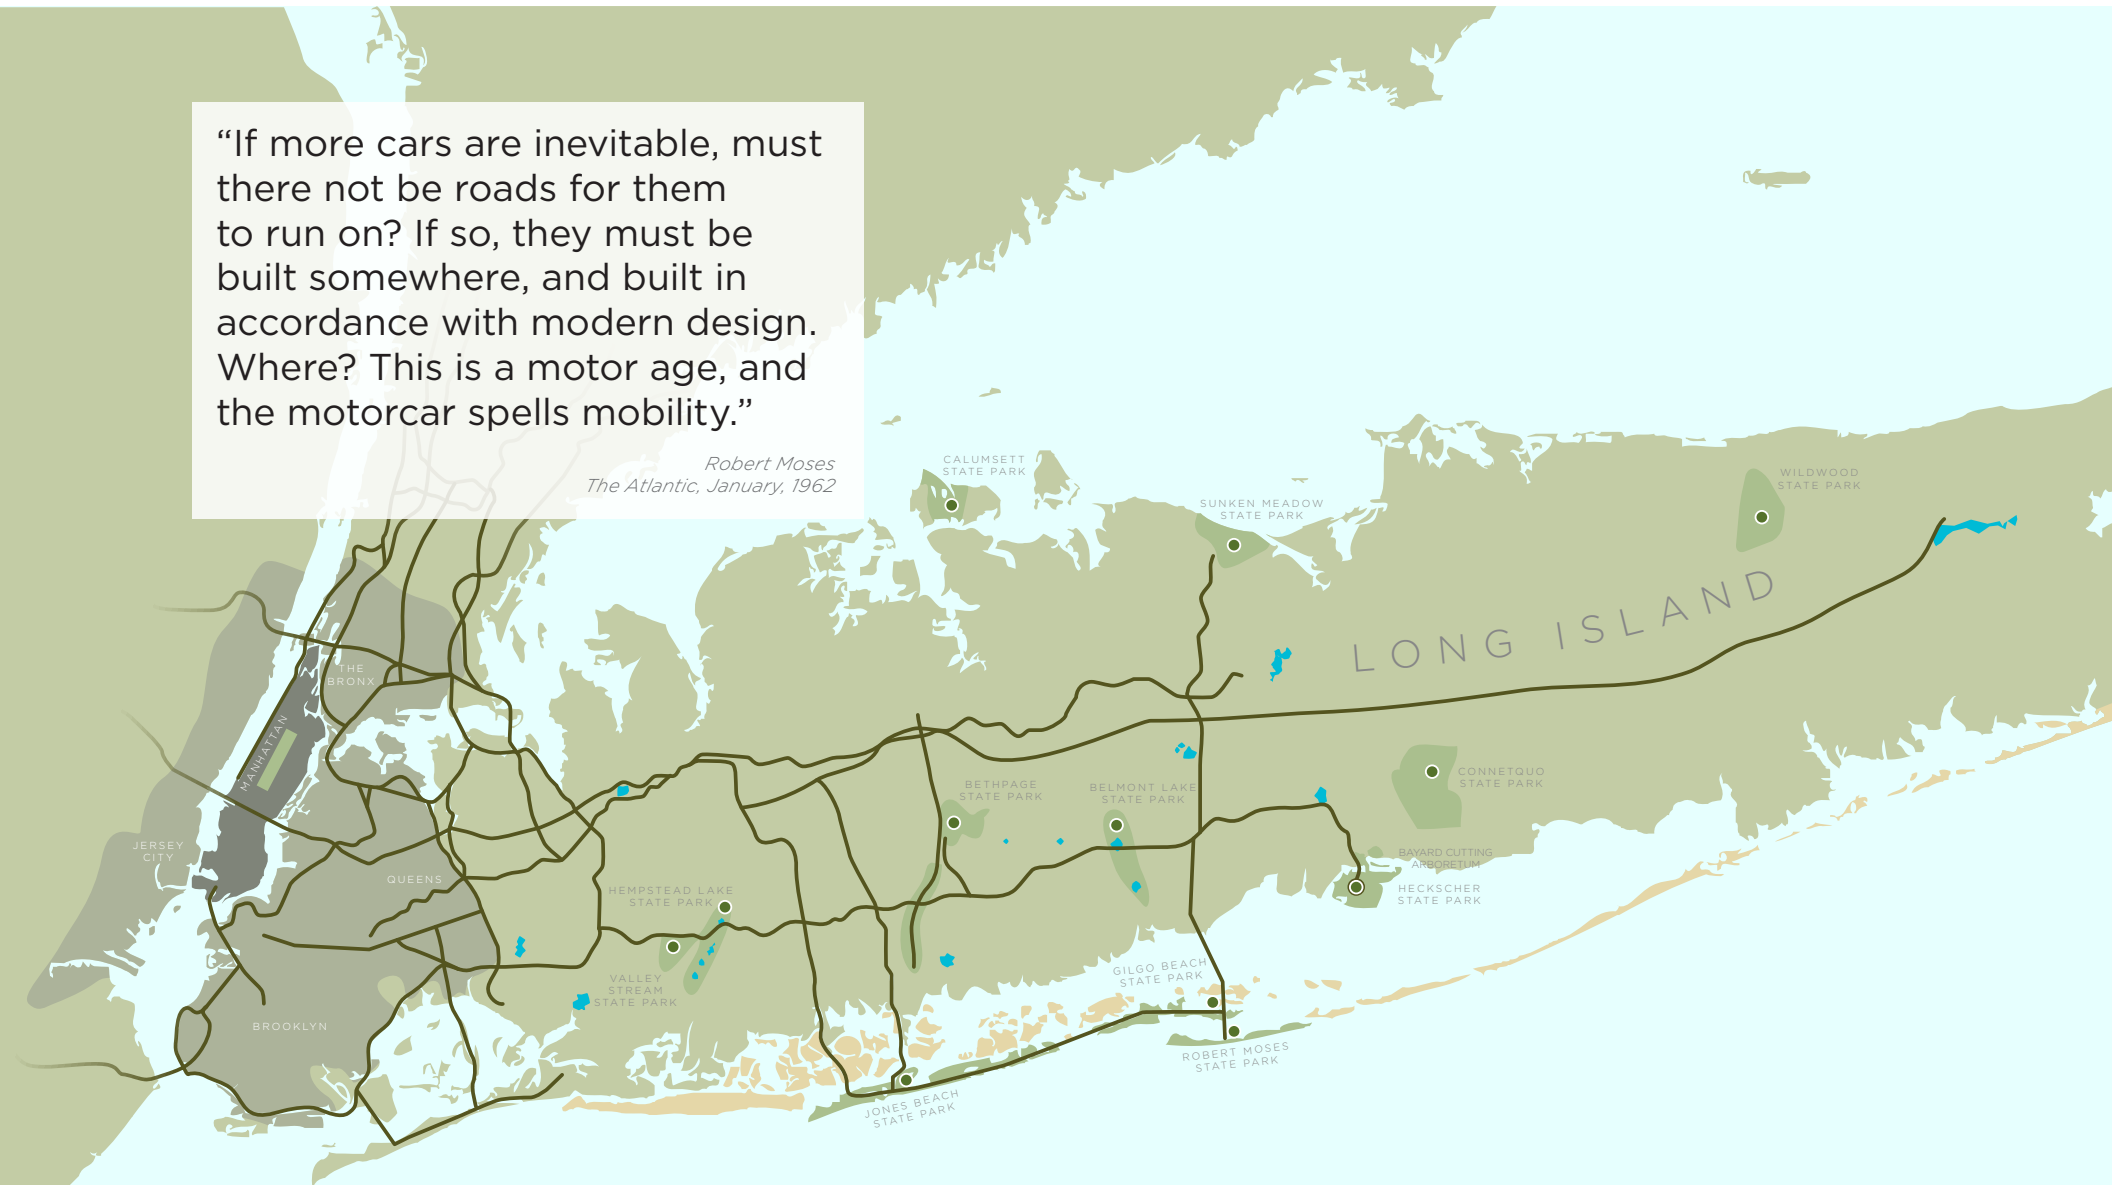 “If more cars are inevitable, must
there not be roads for them
to run on? If so, they must be
built somewhere, and built in
accordance with modern design.
Where? This is a motor age, and
the motorcar spells mobility.”
Robert Moses
The Atlantic, January, 1962
CALUMSETT
STATE PARK
WILDWOOD
STATE PARK
SUNKEN MEADOW
STATE PARK
LONG ISLAND
THE
BRONX
MANHATTAN
BETHPAGE
STATE PARK
BELMONT LAKE
STATE PARK
CONNETQUO
STATE PARK
JERSEY
CITY
QUEENS
BAYARD CUTTING
ARBORETUM
HEMPSTEAD LAKE
STATE PARK
HECKSCHER
STATE PARK
VALLEY
STREAM
STATE PARK
GILGO BEACH
STATE PARK
BROOKLYN
ROBERT MOSES
STATE PARK
JONES BEACH
STATE PARK